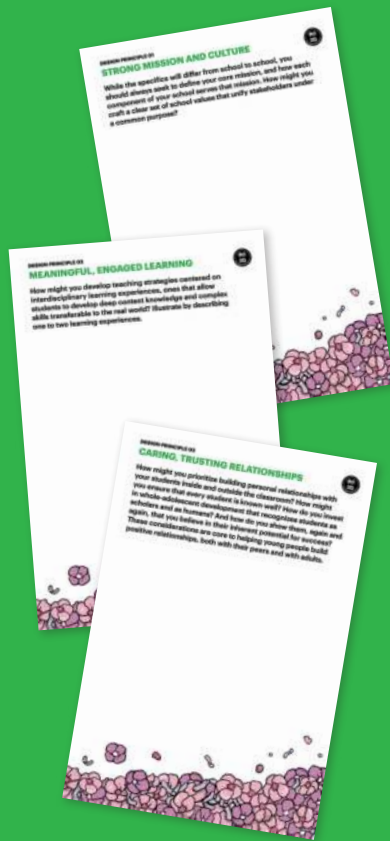 DESIGN PRINCIPLE 01
STRONG MISSION AND CULTURE
While the specifics will differ from school to school, you
should always seek to define your core mission, and how each
component of your school serves that mission. How might you
craft a clear set of school values that unify stakeholders under
a common purpose?
DESIGN PRINCIPLE
MEANINGFUL, ENGAGED LEARNING
How might you develop teaching strategies centered on
interdisciplinary learning experiences, ones that allow
students to develop deep content knowledge and complex
skills transferable to the real world? Illustrate by describing
one to two learning experiences.
DESIGN PRINCIPLE
CARING, TRUSTING RELATIONSHIPS
How might you prioritize building personal relationships with
your students inside and outside the classroom? How might
you ensure that every student is known well? How do you invest
in whole-adolescent development that recognizes students as
scholars and as humans? And how do you show them, again and
again, that you believe in their inherent potential for success?
These considerations are core to helping young people build
positive relationships, both with their peers and with adults.